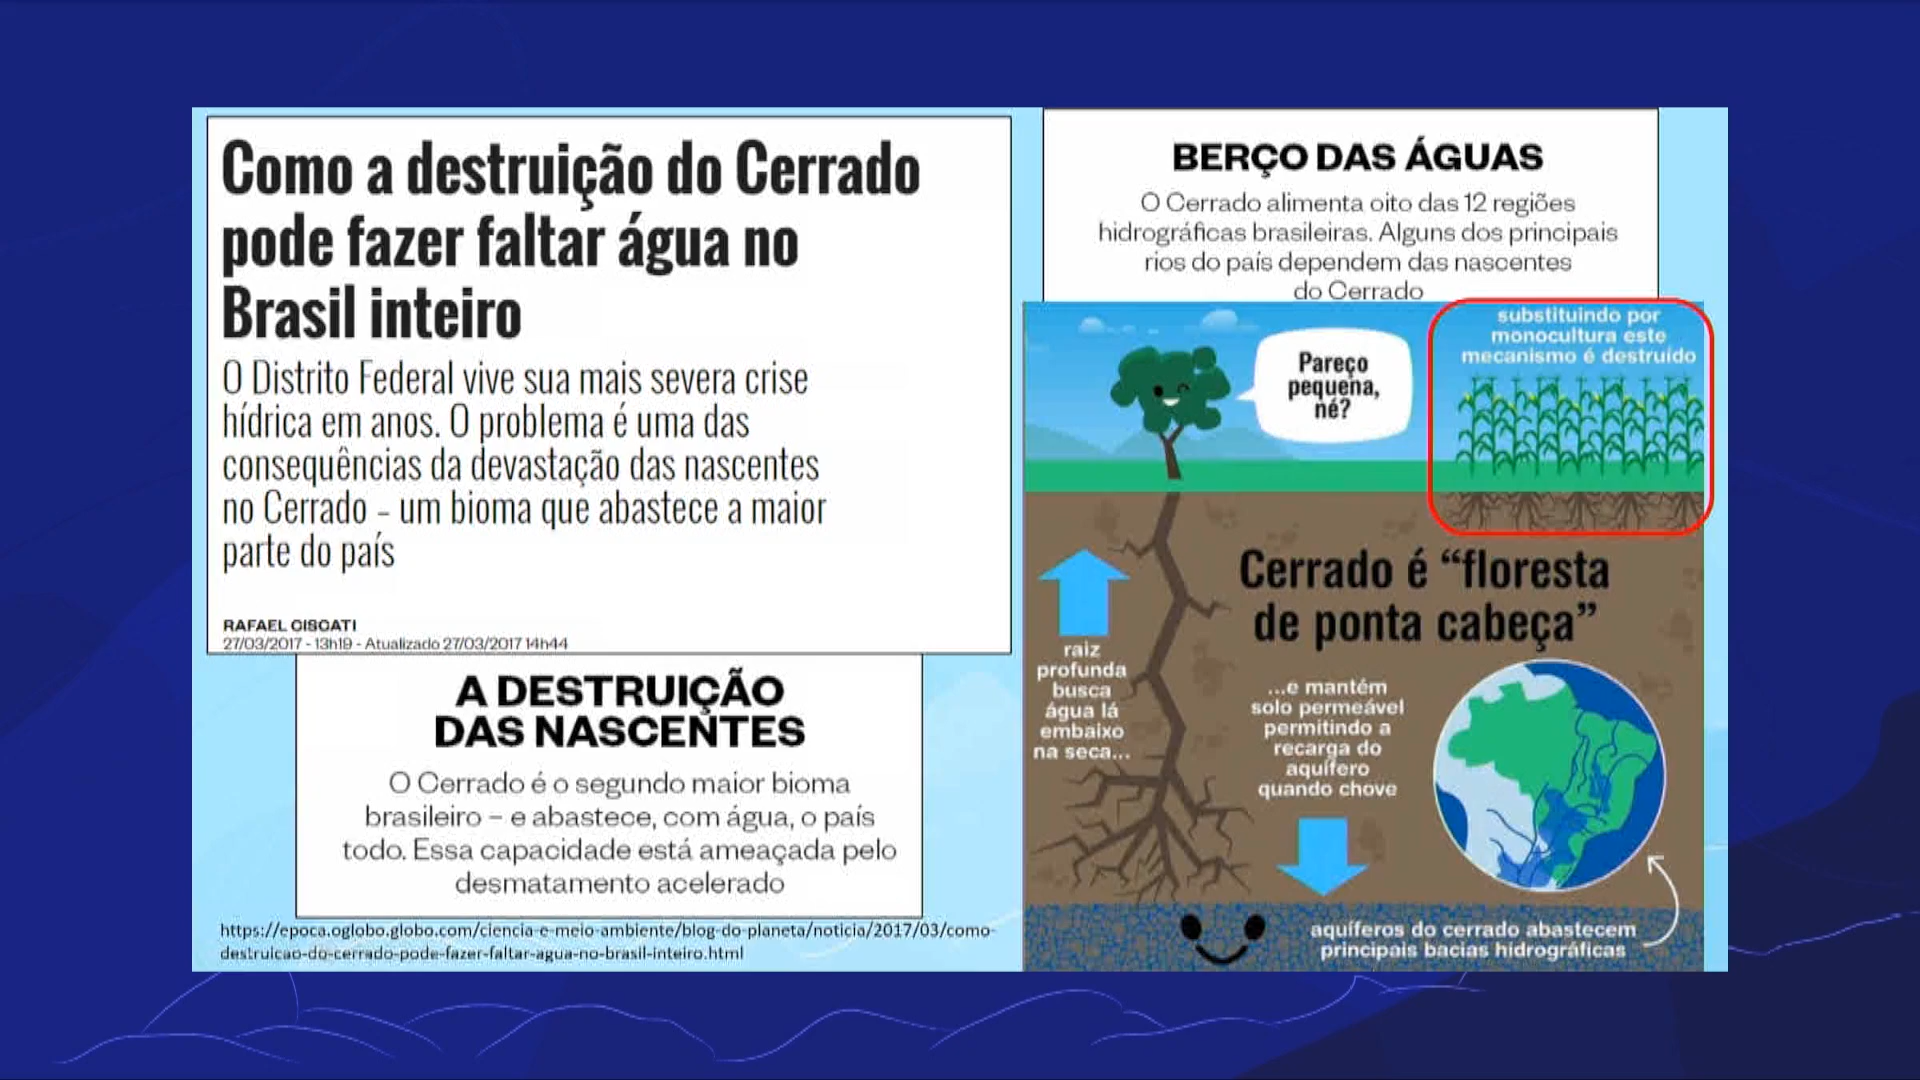 Como a destruição do Cerrado
pode fazer faltar água no
Brasil inteiro
O Distrito Federal vive sua mais severa crise
hídrica em anos. O problema é uma das
consequências da devastação das nascentes
no Cerrado – um bioma que abastece a maior
parte do país
RAFAEL CISCATI
27/03/2017 - 13h19 - Atualizado 27/03/2017 14h44
A DESTRUIÇÃO
DAS NASCENTES
O Cerrado é o segundo maior bioma
brasileiro – e abastece, com água, o país
todo. Essa capacidade está ameaçada pelo
desmatamento acelerado
https://epoca.oglobo.globo.com/ciencia-e-meio-ambiente/blog-do-planeta/noticia/2017/03/como-
destruicao-do-cerrado-pode-fazer-faltar-agua-no-brasil-inteiro.html
BERÇO DAS ÁGUAS
O Cerrado alimenta oito das 12 regiões
hidrográficas brasileiras. Alguns dos principais
rios do país dependem das nascentes
do Cerrado
substituindo por
monocultura este
mecanismo é destruído
Pareço
pequena,
né?
Cerrado é “floresta
de ponta cabeça”
raiz
profunda
busca
água lá
embaixo
na seca...
...e mantém
solo permeável
permitindo a
recarga do
aquífero
quando chove
aquíferos do cerrado abastecem
principais bacias hidrográficas